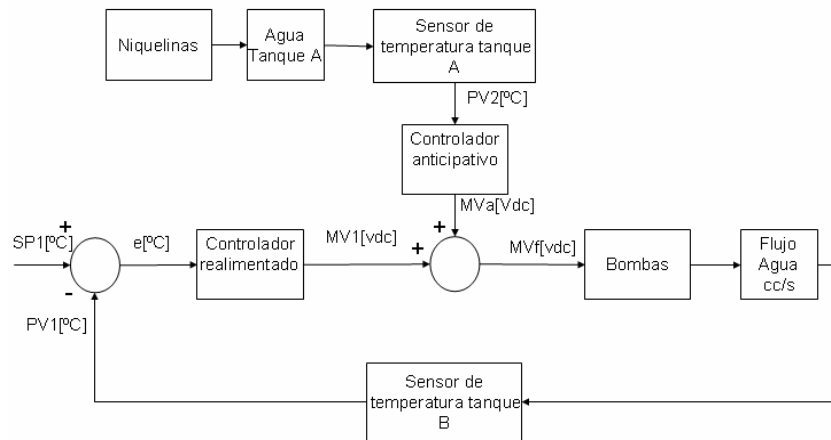 Niquelinas
Agua
Tanque A
Sensor de
temperatura tanque
A
PV2[ºC]
Controlador
anticipativo
MVa[Vdc]
+
SP1[ºC]
-
PV1[ºC]
e[ºC]
Controlador
realimentado
MV1[vdc]
+
+
MVf[vdc]
Bombas
Flujo
Agua
cc/s
Sensor de
temperatura tanque
B